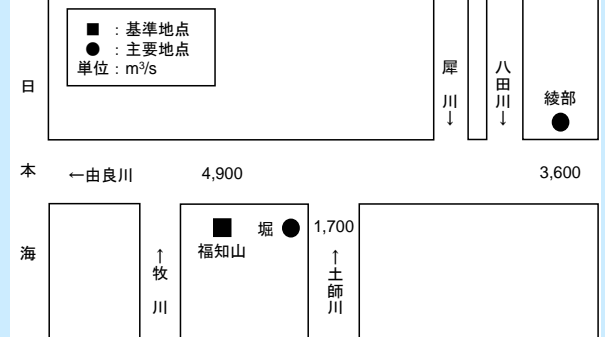 ■ ：基準地点
● ：主要地点
単位：m³/s
日本海
犀川↓
八田川↓
綾部
●
←由良川
4,900
3,600
■
福知山
堀 ●
1,700
↑牧川
↑土師川